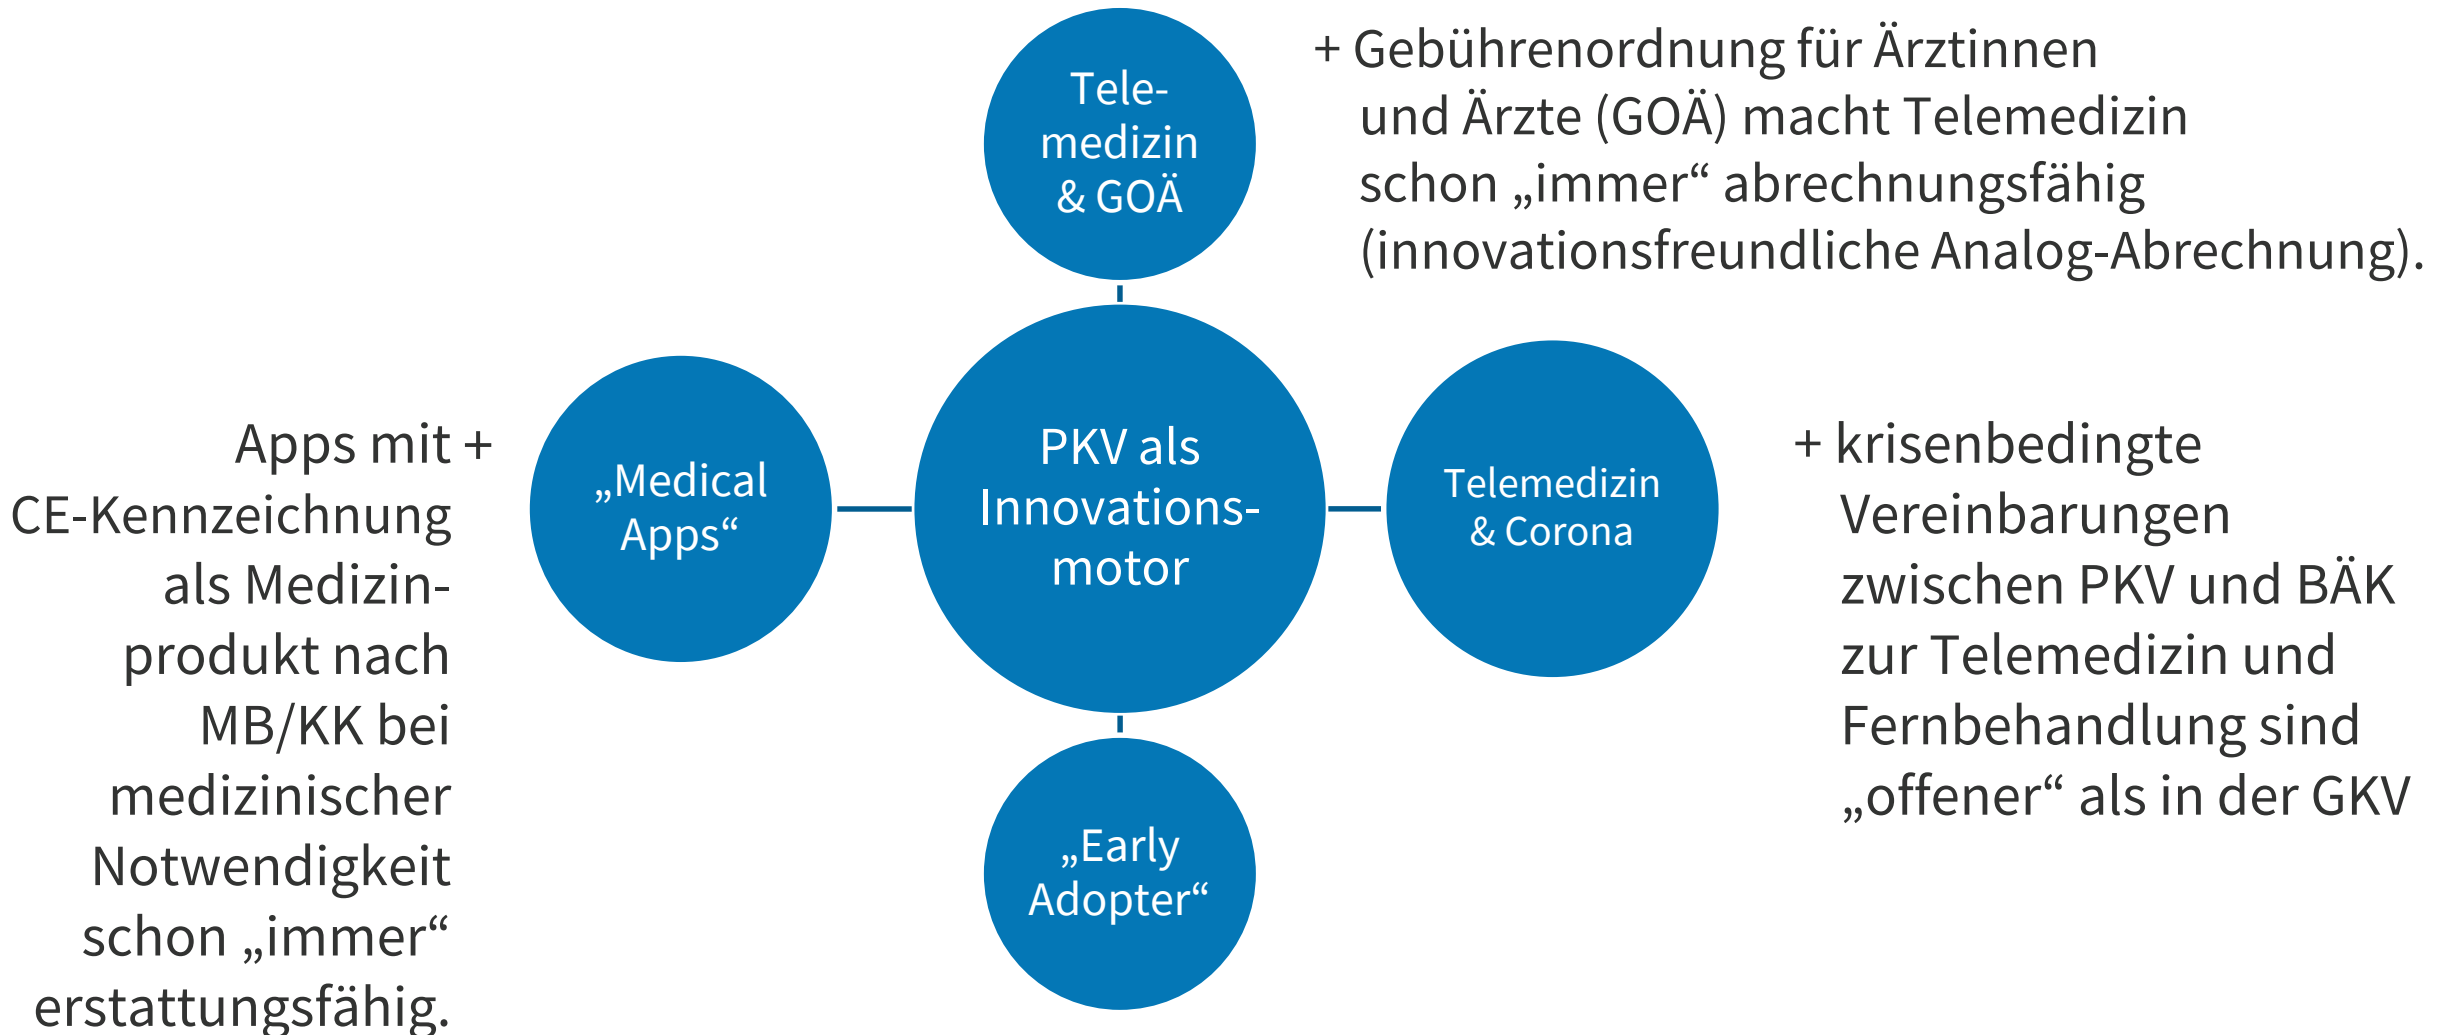 Tele-
medizin
& GOÄ
+ Gebührenordnung für Ärztinnen
und Ärzte (GOÄ) macht Telemedizin
schon „immer“ abrechnungsfähig
(innovationsfreundliche Analog-Abrechnung).
Apps mit +
CE-Kennzeichnung
als Medizin-
produkt nach
MB/KK bei
medizinischer
Notwendigkeit
schon „immer“
erstattungsfähig.
„Medical
Apps“
PKV als
Innovations-
motor
Telemedizin
& Corona
+ krisenbedingte
Vereinbarungen
zwischen PKV und BÄK
zur Telemedizin und
Fernbehandlung sind
„offener“ als in der GKV
„Early
Adopter“